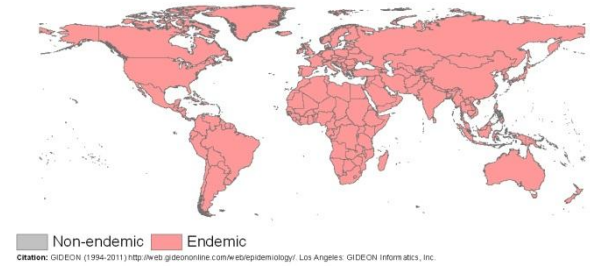 Non-endemic Endemic
Citation: GIDEON (1994-2011) http://web.gideononline.com/web/epidemiology/. Los Angeles: GIDEON Informatics, Inc.